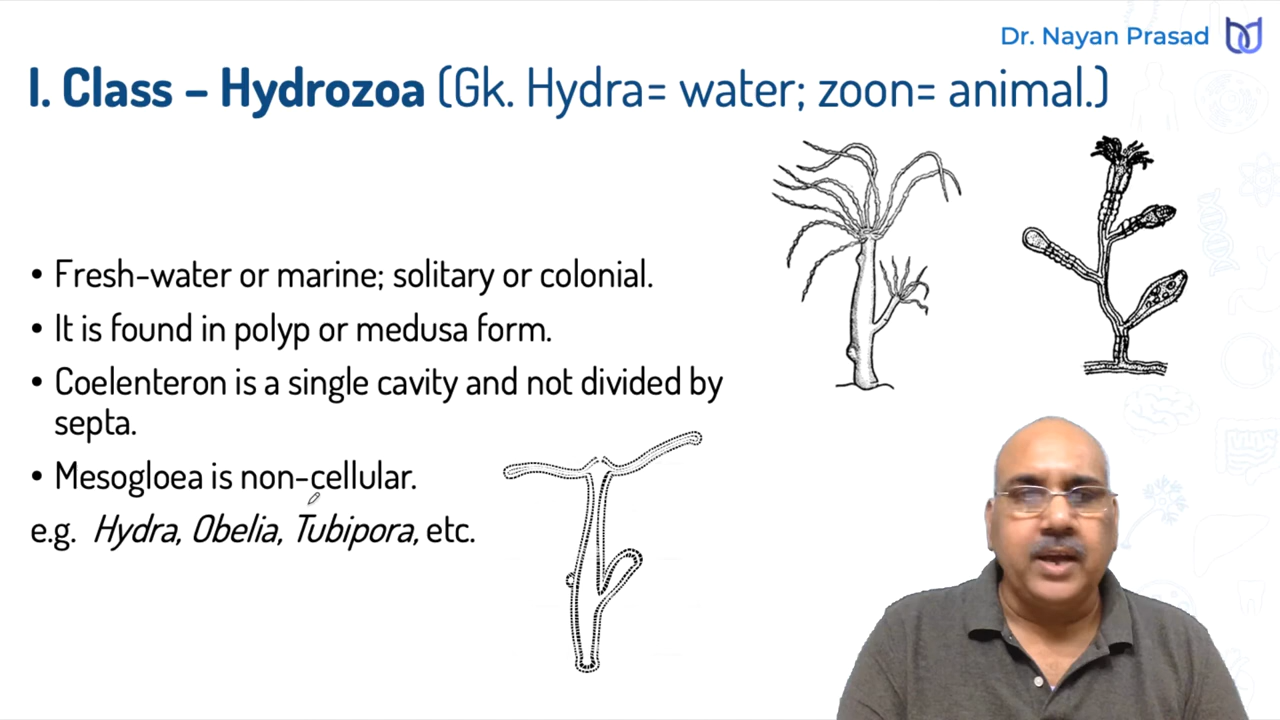 Dr. Nayan Prasad
I. Class – Hydrozoa (Gk. Hydra= water; zoon= animal.)
• Fresh-water or marine; solitary or colonial.
• It is found in polyp or medusa form.
• Coelenteron is a single cavity and not divided by
septa.
• Mesogloea is non-cellular.
e.g. Hydra, Obelia, Tubipora, etc.